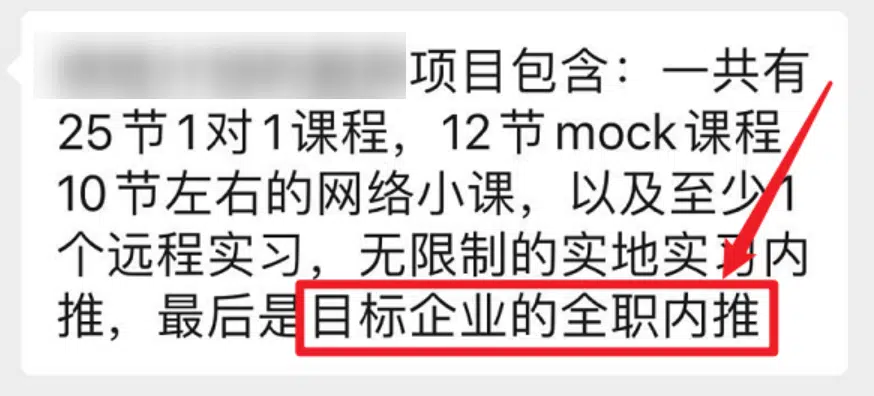 项目包含：一共有
25节1对1课程，12节mock课程
10节左右的网络小课，以及至少1
个远程实习，无限制的实地实习内
推，最后是目标企业的全职内推